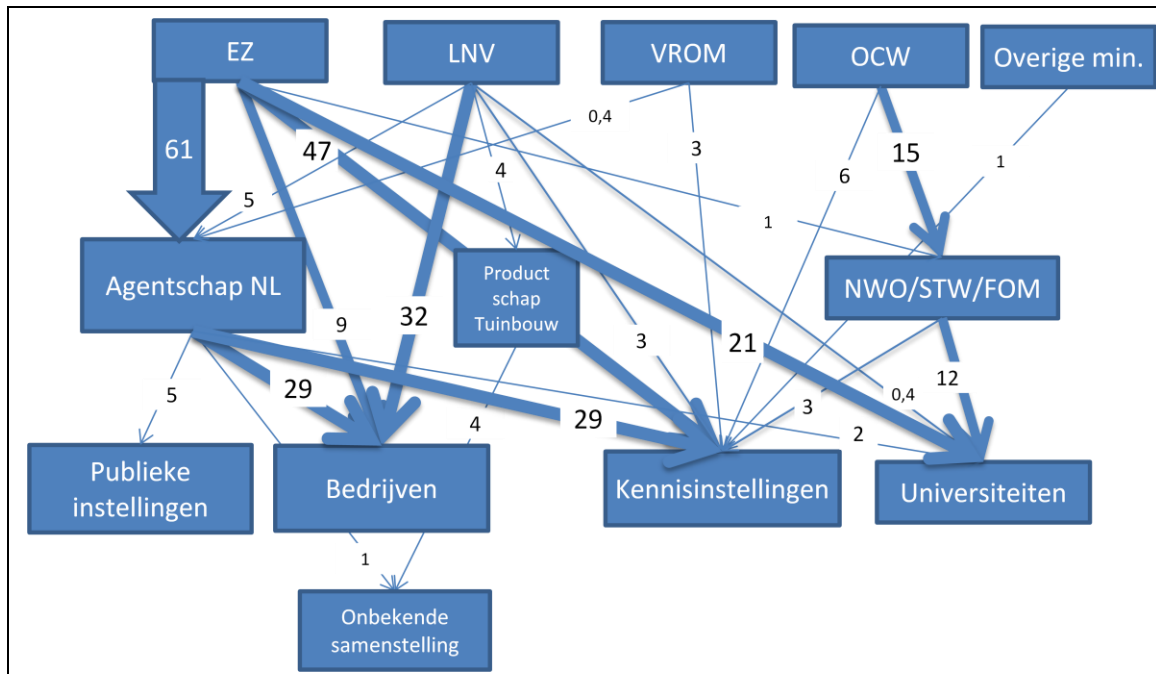 EZ
LNV
VROM
OCW
Overige min.
0,4
61
47
4
3
6
15
1
5
1
Agentschap NL
Product
schap
Tuinbouw
NWO/STW/FOM
9
32
3
21
29
5
29
4
3
12
0,4
2
Publieke
instellingen
Bedrijven
Kennisinstellingen
Universiteiten
1
Onbekende
samenstelling